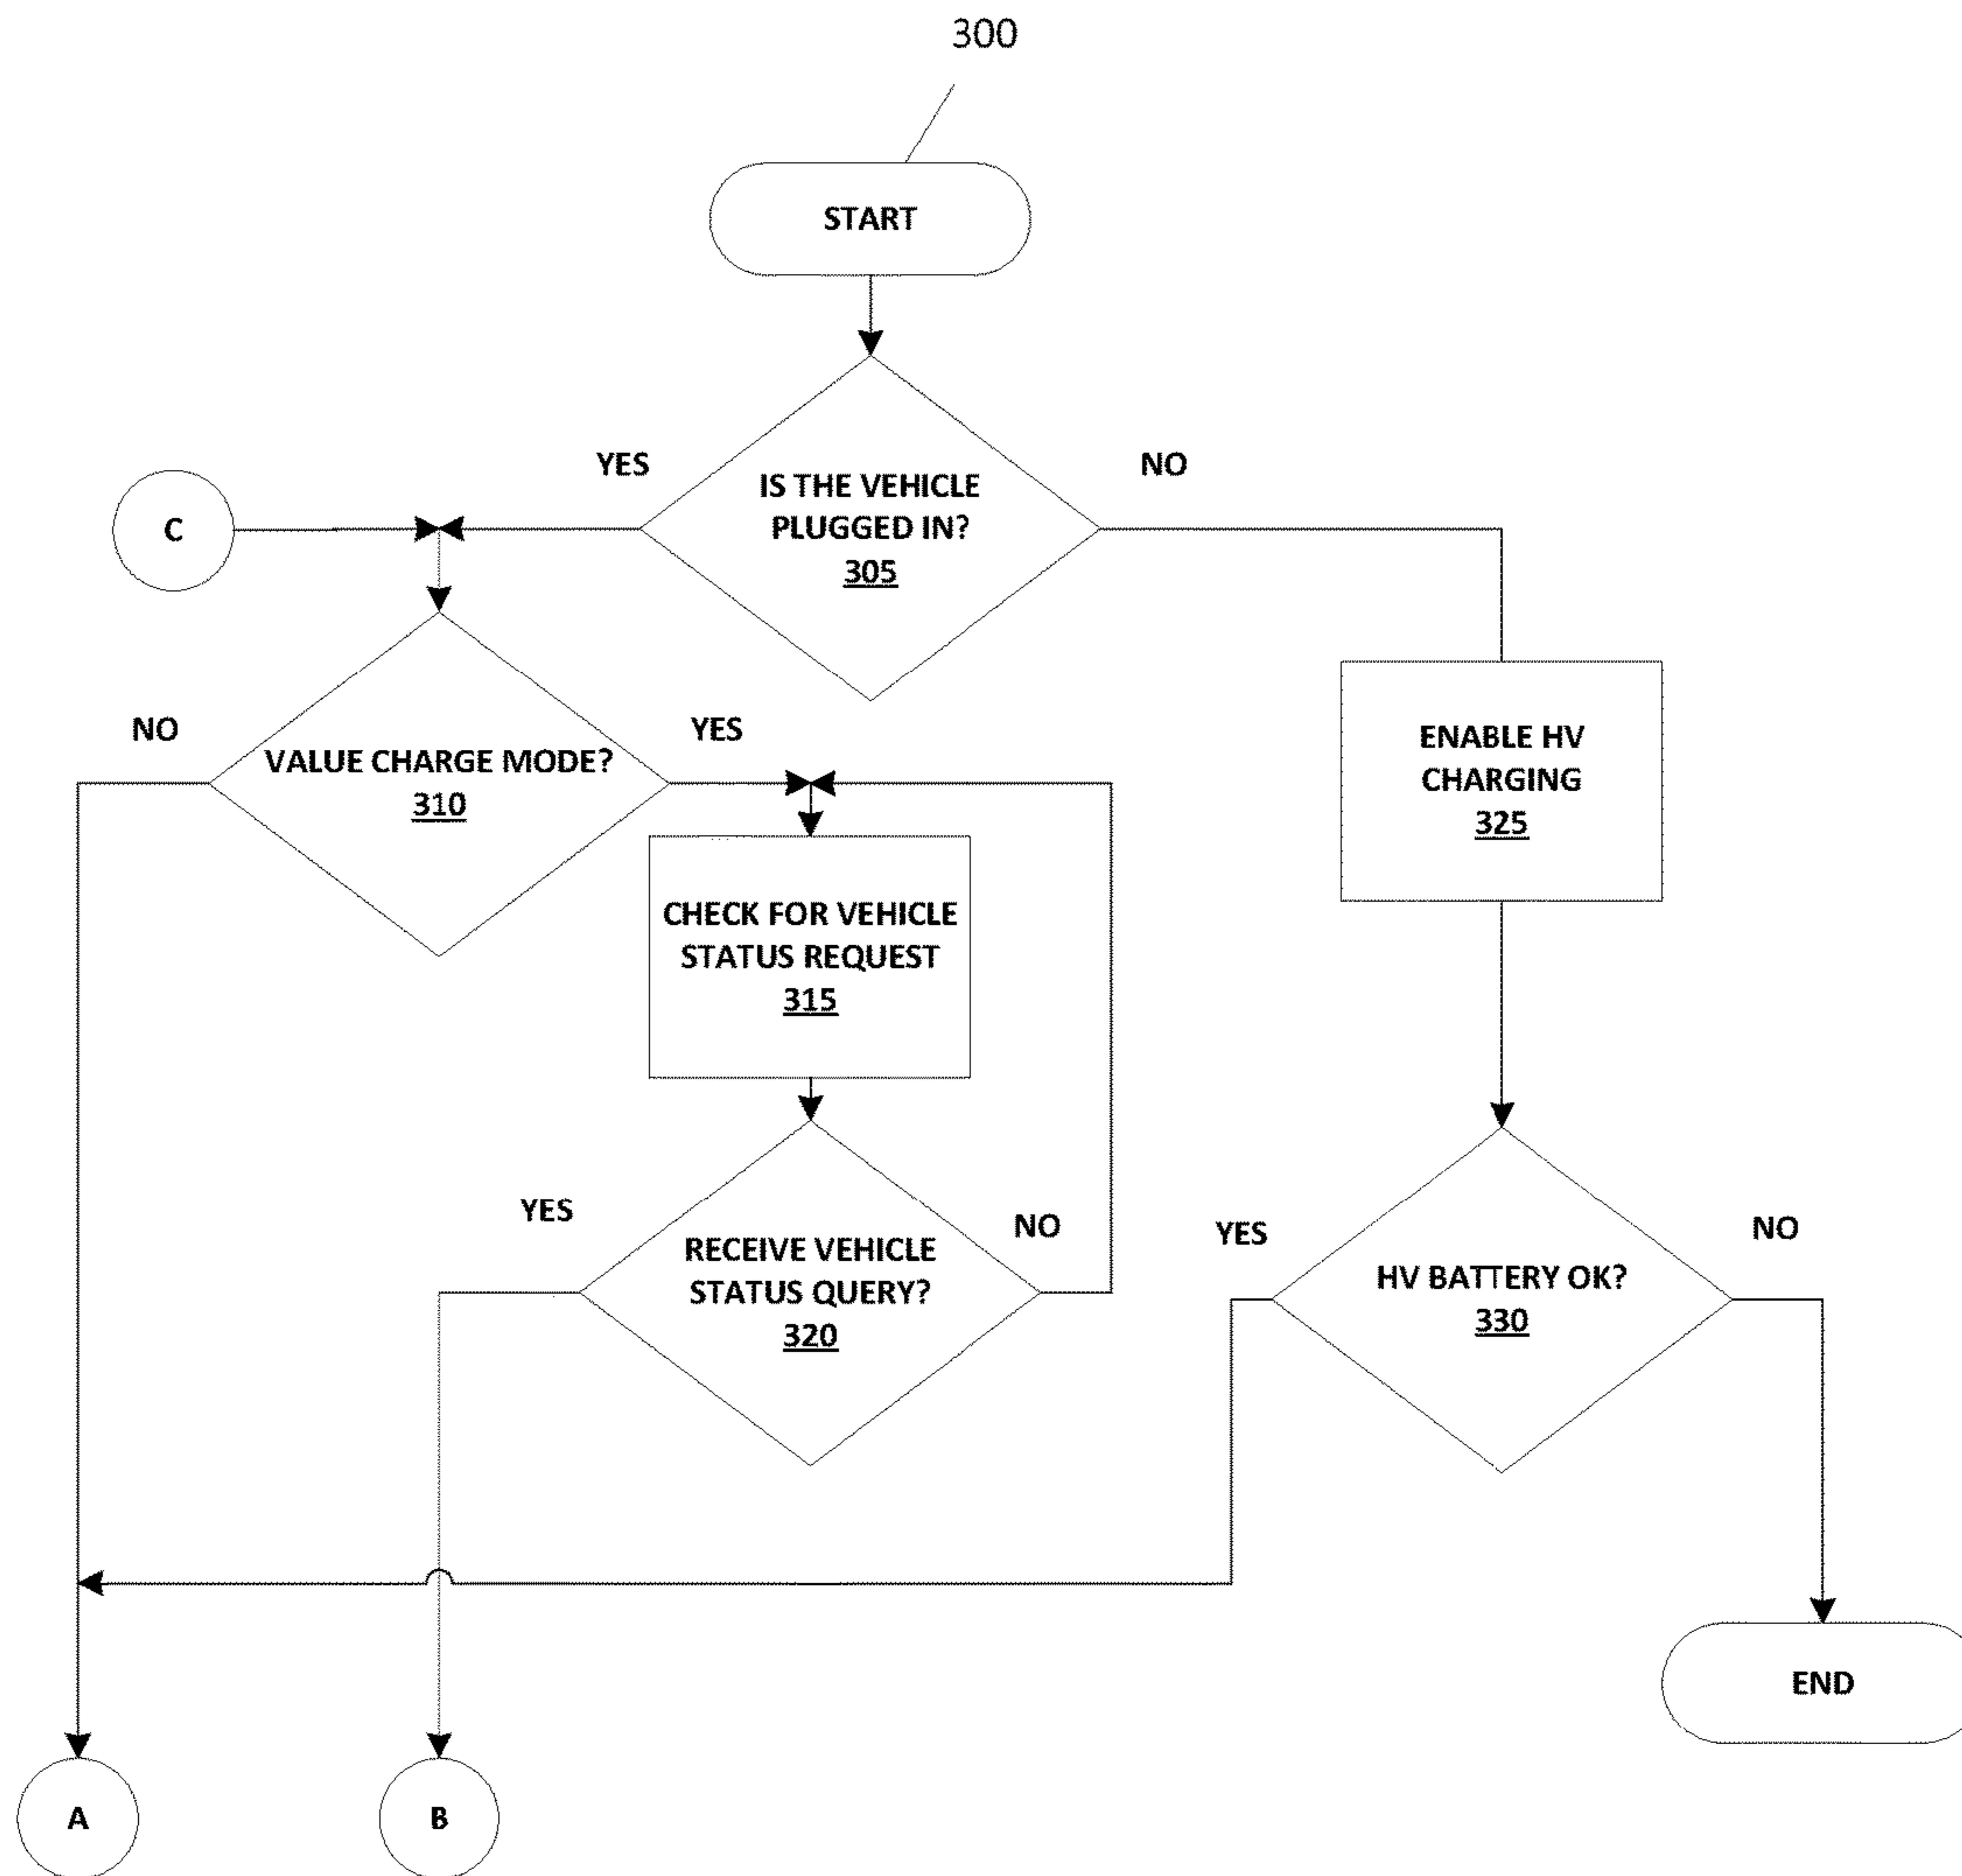 300
START
YES
NO
IS THE VEHICLE
PLUGGED IN?
305
C
NO
YES
VALUE CHARGE MODE?
310
ENABLE HV
CHARGING
325
CHECK FOR VEHICLE
STATUS REQUEST
315
YES
NO
RECEIVE VEHICLE
STATUS QUERY?
320
YES
NO
HV BATTERY OK?
330
END
A
B